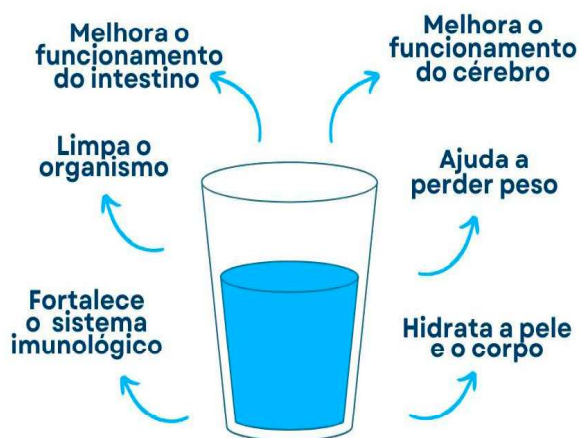 Melhora o
funcionamento
do intestino
Melhora o
funcionamento
do cérebro
Limpa o
organismo
Ajuda a
perder peso
Fortalece
o sistema
imunológico
Hidrata a pele
e o corpo